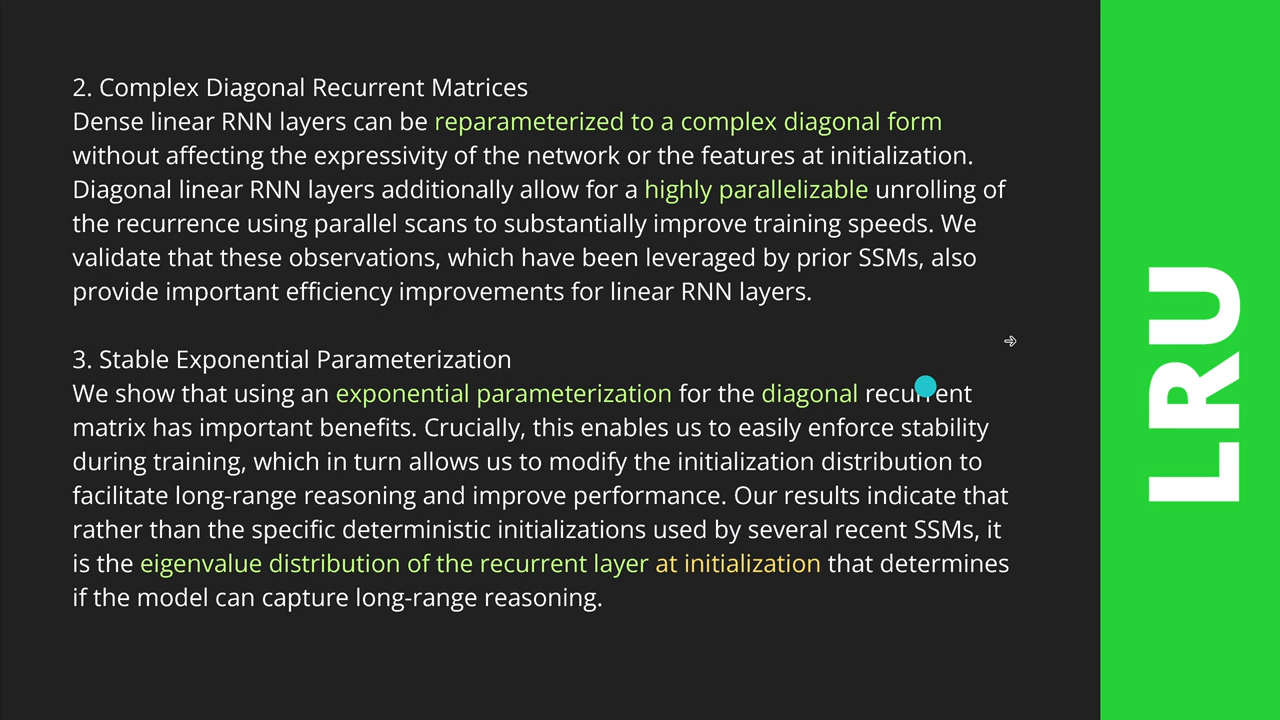 2. Complex Diagonal Recurrent Matrices
Dense linear RNN layers can be reparameterized to a complex diagonal form
without affecting the expressivity of the network or the features at initialization.
Diagonal linear RNN layers additionally allow for a highly parallelizable unrolling of
the recurrence using parallel scans to substantially improve training speeds. We
validate that these observations, which have been leveraged by prior SSMs, also
provide important efficiency improvements for linear RNN layers.
3. Stable Exponential Parameterization
We show that using an exponential parameterization for the diagonal recurrent
matrix has important benefits. Crucially, this enables us to easily enforce stability
during training, which in turn allows us to modify the initialization distribution to
facilitate long-range reasoning and improve performance. Our results indicate that
rather than the specific deterministic initializations used by several recent SSMs, it
is the eigenvalue distribution of the recurrent layer at initialization that determines
if the model can capture long-range reasoning.
LRU